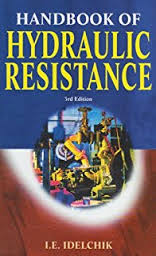 HANDBOOK OF
HYDRAULIC
RESISTANCE
3rd Edition
I.E. IDELCHIK